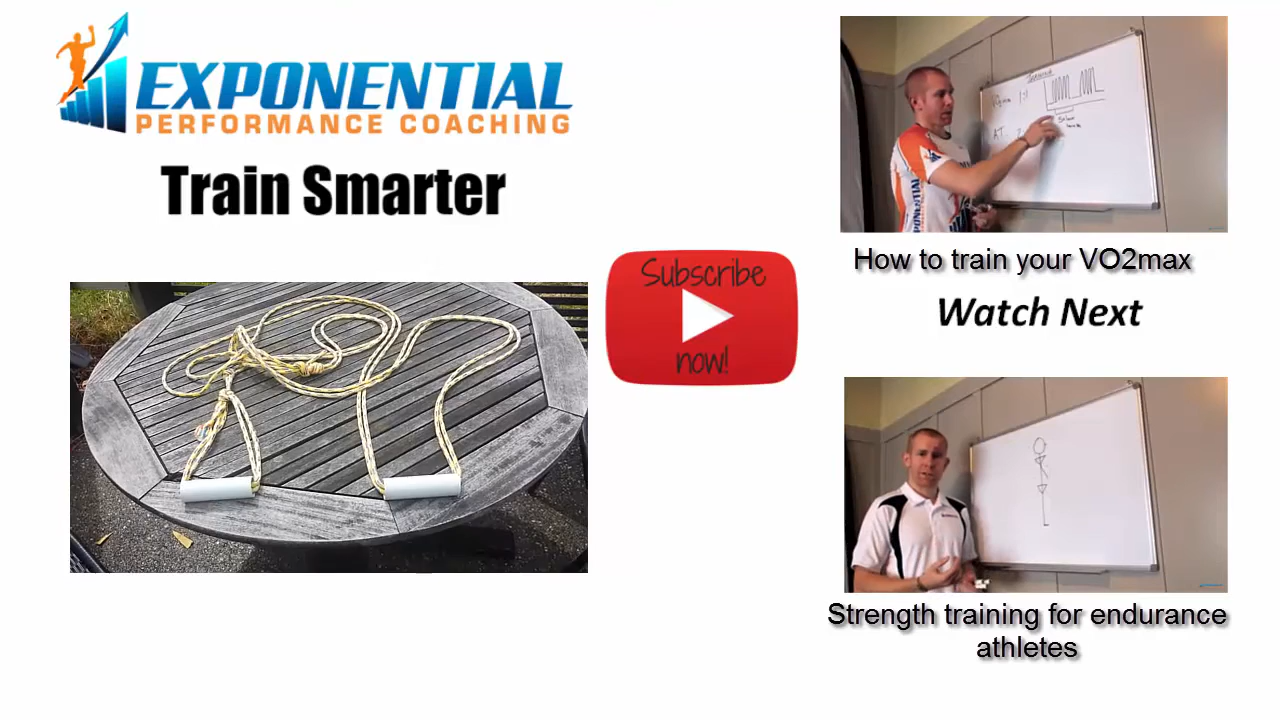 EXPONENTIAL
PERFORMANCE COACHING
Train Smarter
Subscribe
now!
How to train your VO2max
Watch Next
Strength training for endurance
athletes